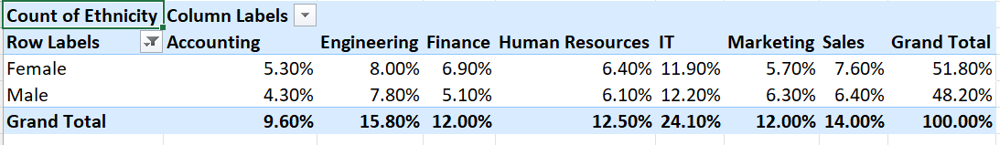 Count of Ethnicity Column Labels
Row Labels Accounting Engineering Finance Human Resources IT Marketing Sales Grand Total
Female 5.30% 8.00% 6.90% 6.40% 11.90% 5.70% 7.60% 51.80%
Male 4.30% 7.80% 5.10% 6.10% 12.20% 6.30% 6.40% 48.20%
Grand Total 9.60% 15.80% 12.00% 12.50% 24.10% 12.00% 14.00% 100.00%